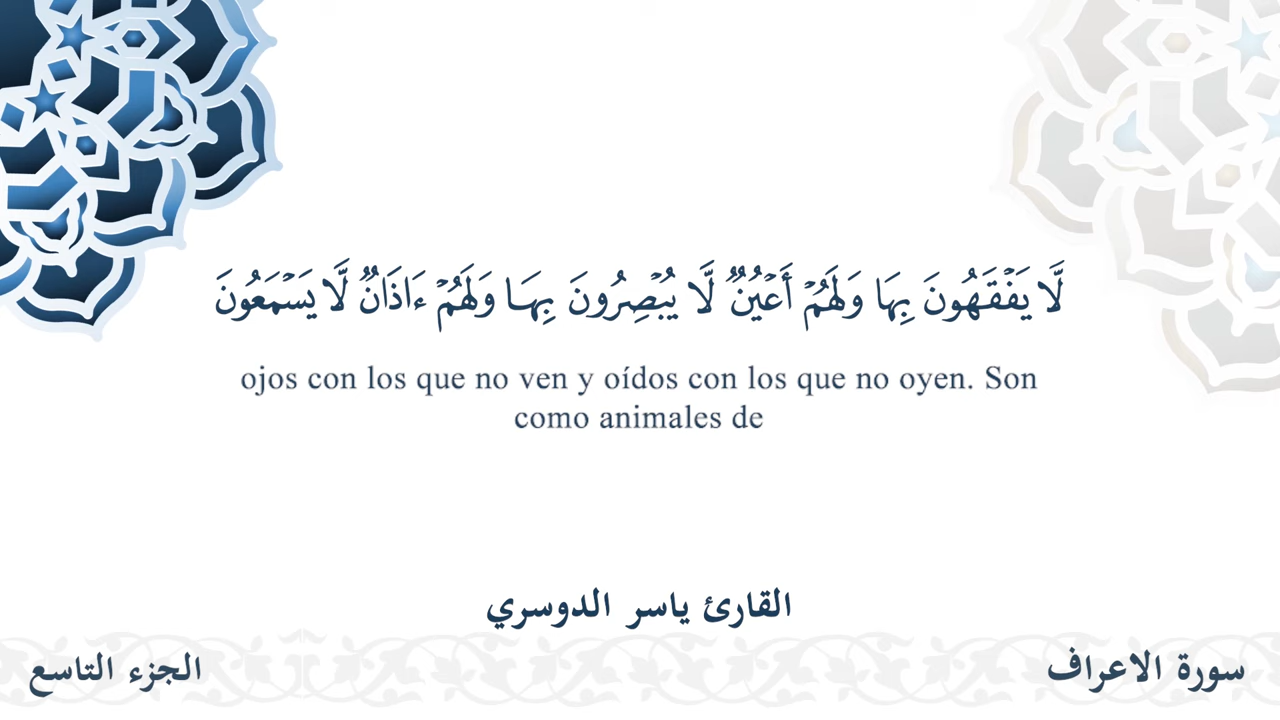 لَّا يَفْقَهُونَ بِهَا وَلَهُمْ أَعْيُنٌ لَّا يُبْصِرُونَ بِهَا وَلَهُمْ ءَاذَانٌ لَّا يَسْمَعُونَ
ojos con los que no ven y oídos con los que no oyen. Son
como animales de
القارئ ياسر الدوسري
سورة الاعراف
الجزء التاسع